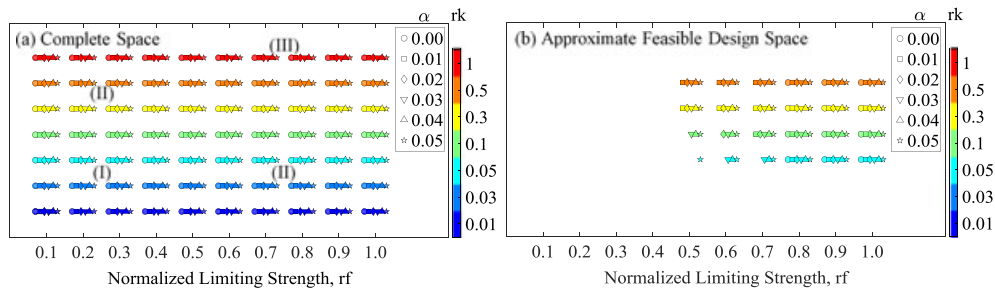 (a) Complete Space
(III)
(II)
(I)
(II)
α
0.00
0.01
0.02
0.03
0.04
0.05
rk
1
0.5
0.1
0.05
0.03
0.01
0.1 0.2 0.3 0.4 0.5 0.6 0.7 0.8 0.9 1.0
Normalized Limiting Strength, rf
(b) Approximate Feasible Design Space
α
0.00
0.01
0.02
0.03
0.04
0.05
rk
1
0.5
0.1
0.05
0.03
0.01
0.1 0.2 0.3 0.4 0.5 0.6 0.7 0.8 0.9 1.0
Normalized Limiting Strength, rf